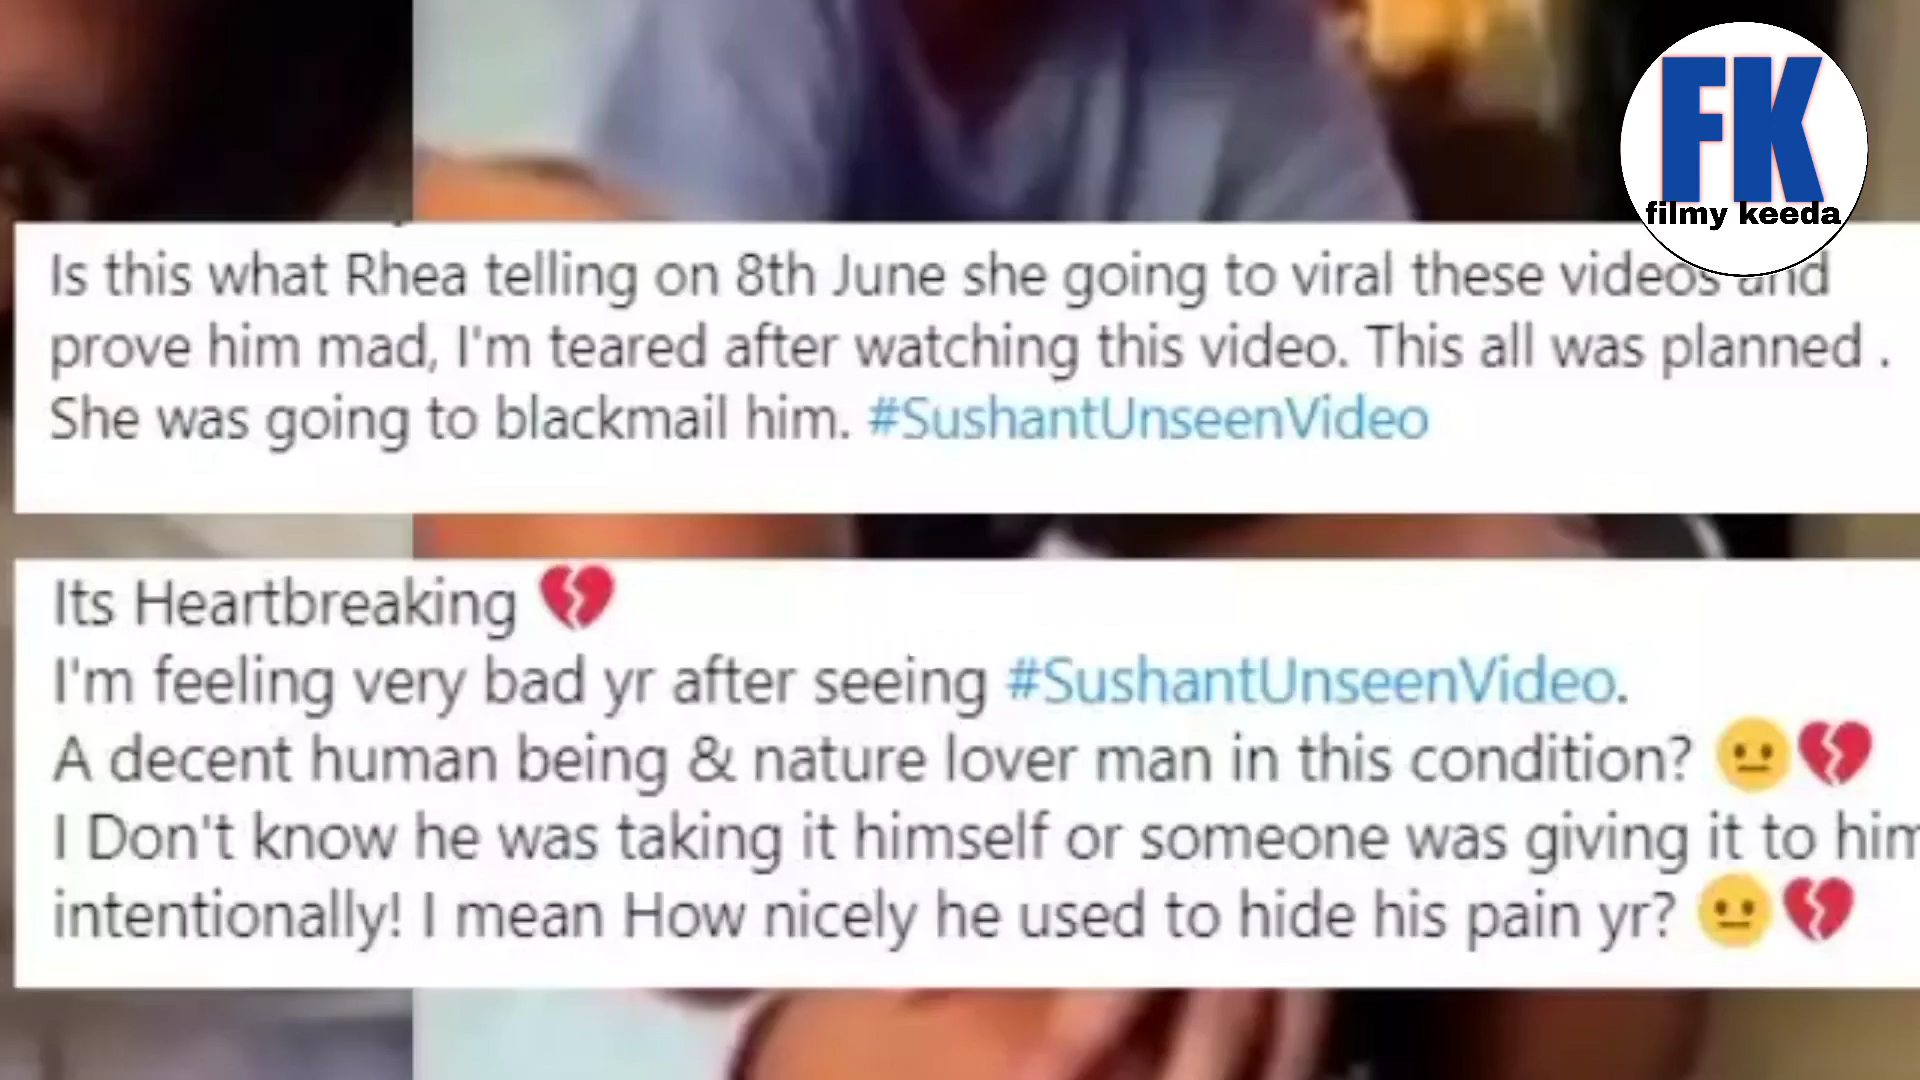 FK
filmy keeda
Is this what Rhea telling on 8th June she going to viral these videos and
prove him mad, I'm teared after watching this video. This all was planned .
She was going to blackmail him. #SushantUnseenVideo
Its Heartbreaking 💔
I'm feeling very bad yr after seeing #SushantUnseenVideo.
A decent human being & nature lover man in this condition? 😐💔
I Don't know he was taking it himself or someone was giving it to him
intentionally! I mean How nicely he used to hide his pain yr? 😐💔